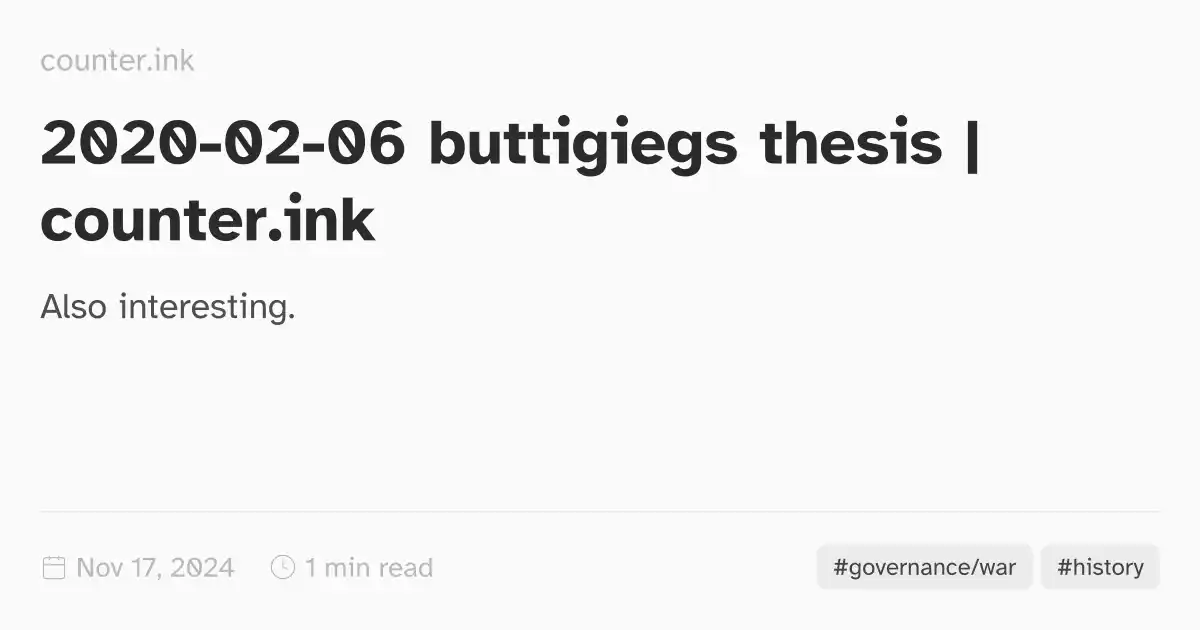 counter.ink
2020-02-06 buttigiegs thesis |
counter.ink
Also interesting.
Nov 17, 2024 1 min read #governance/war #history